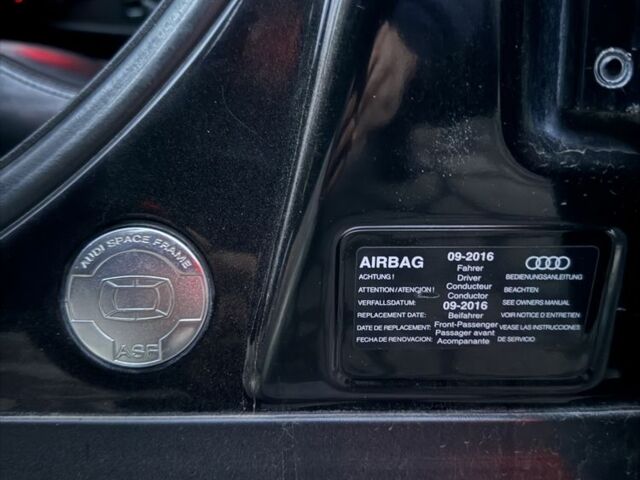 AUDI SPACE FRAME
ASF
AIRBAG 09-2016
ACHTUNG! Fahrer BEDIENUNGSANLEITUNG
ATTENTION/ATENCIÓN! Driver BEACHTEN
Conducteur
Conductor SEE OWNERS MANUAL
VERFALLSDATUM: 09-2016
REPLACEMENT DATE: Beifahrer VOIR NOTICE D'ENTRETIEN
DATE DE REPLACEMENT: Front-Passenger VEASE LAS INSTRUCCIONES
Passager avant DE SERVICIO
FECHA DE RENOVACION: Acompanante